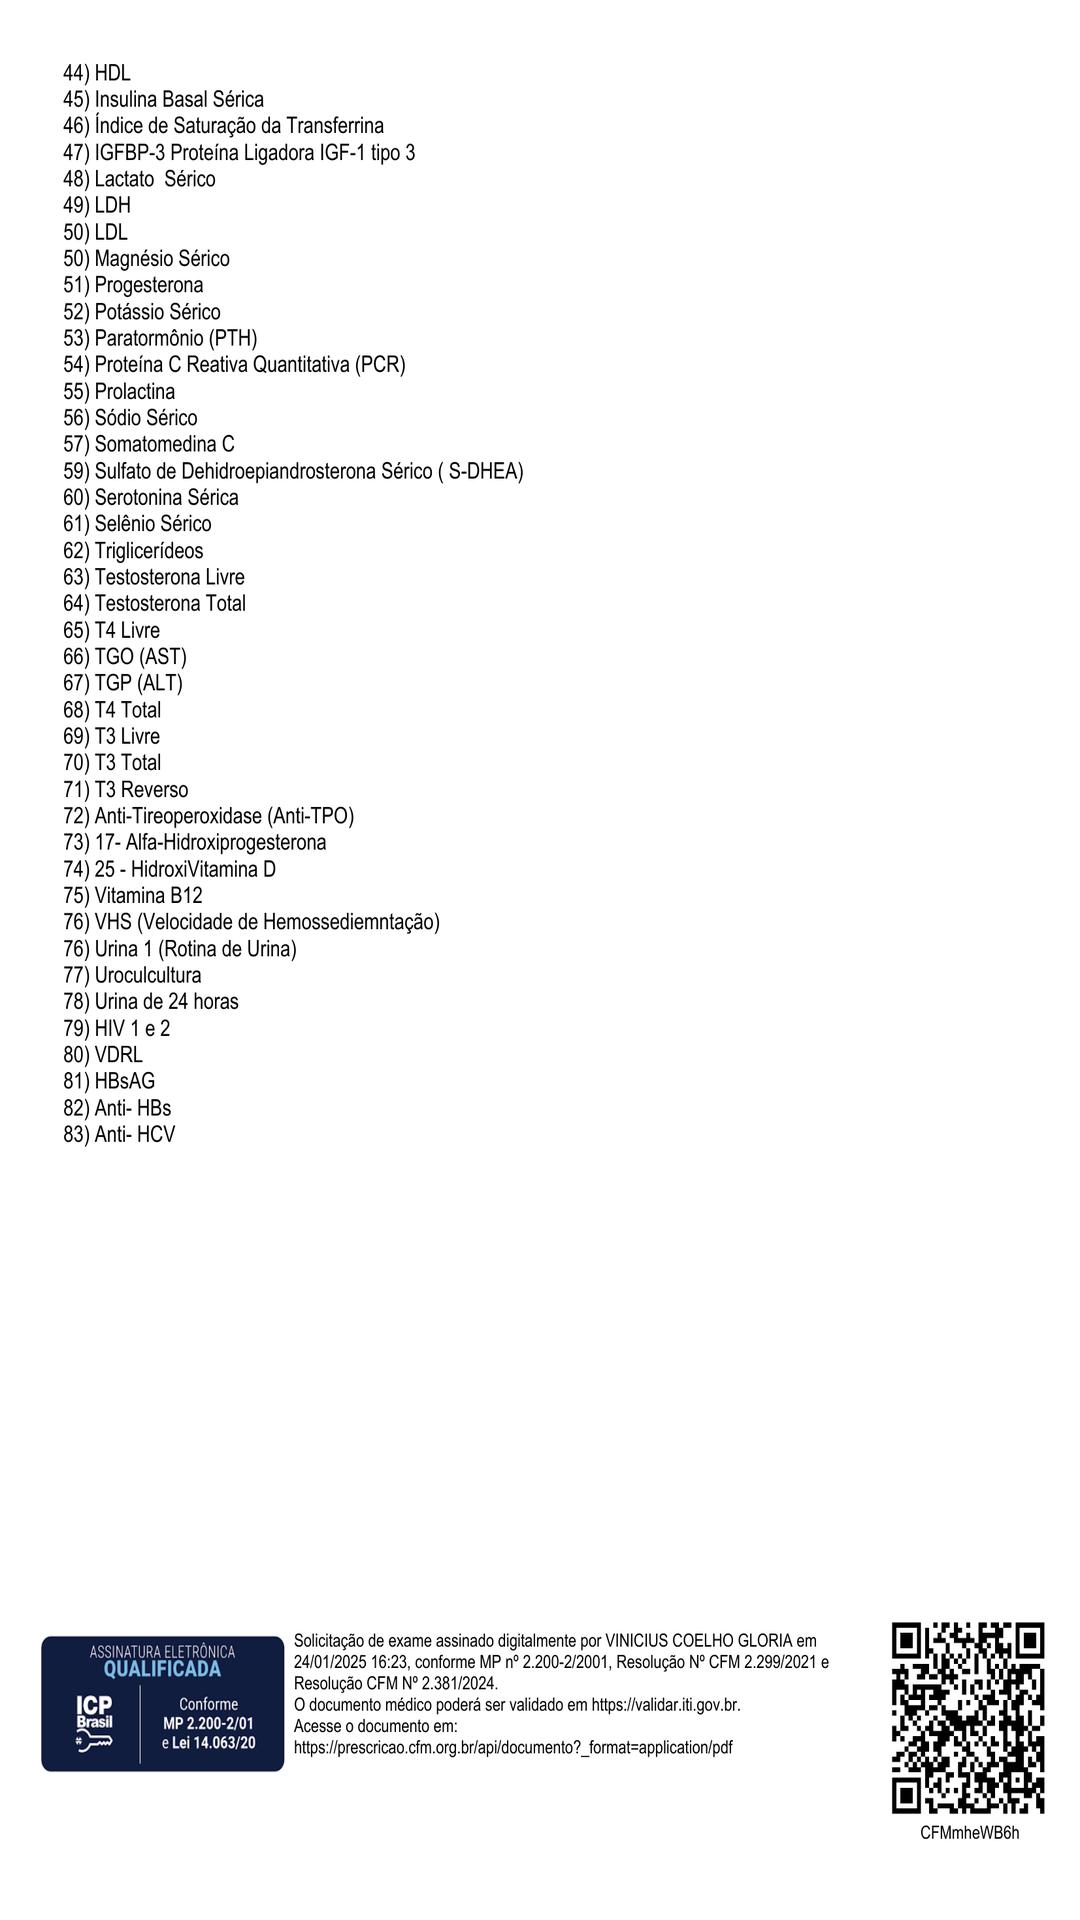 44) HDL
45) Insulina Basal Sérica
46) Índice de Saturação da Transferrina
47) IGFBP-3 Proteína Ligadora IGF-1 tipo 3
48) Lactato  Sérico
49) LDH
50) LDL
50) Magnésio Sérico
51) Progesterona
52) Potássio Sérico
53) Paratormônio (PTH)
54) Proteína C Reativa Quantitativa (PCR)
55) Prolactina
56) Sódio Sérico
57) Somatomedina C
59) Sulfato de Dehidroepiandrosterona Sérico ( S-DHEA)
60) Serotonina Sérica
61) Selênio Sérico
62) Triglicerídeos
63) Testosterona Livre
64) Testosterona Total
65) T4 Livre
66) TGO (AST)
67) TGP (ALT)
68) T4 Total
69) T3 Livre
70) T3 Total
71) T3 Reverso
72) Anti-Tireoperoxidase (Anti-TPO)
73) 17- Alfa-Hidroxiprogesterona
74) 25 - HidroxiVitamina D
75) Vitamina B12
76) VHS (Velocidade de Hemossediemntação)
76) Urina 1 (Rotina de Urina)
77) Uroculcultura
78) Urina de 24 horas
79) HIV 1 e 2
80) VDRL
81) HBsAG
82) Anti- HBs
83) Anti- HCV
ASSINATURA ELETRÔNICA
QUALIFICADA
ICP
Brasil
Conforme
MP 2.200-2/01
e Lei 14.063/20
Solicitação de exame assinado digitalmente por VINICIUS COELHO GLORIA em
24/01/2025 16:23, conforme MP nº 2.200-2/2001, Resolução Nº CFM 2.299/2021 e
Resolução CFM Nº 2.381/2024.
O documento médico poderá ser validado em https://validar.iti.gov.br.
Acesse o documento em:
https://prescricao.cfm.org.br/api/documento?_format=application/pdf
CFMmheWB6h